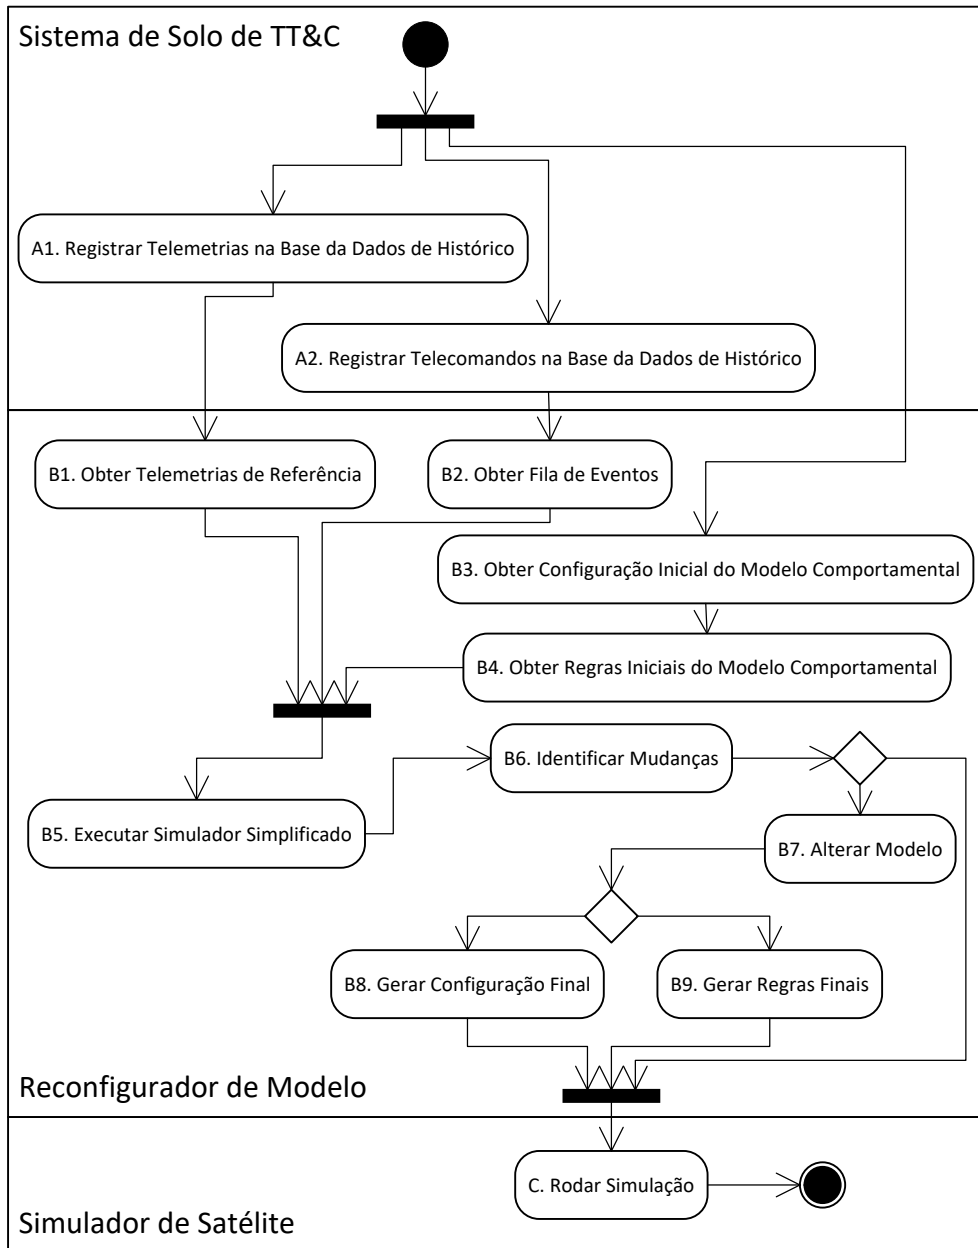 Sistema de Solo de TT&C
A1. Registrar Telemetrias na Base da Dados de Histórico
A2. Registrar Telecomandos na Base da Dados de Histórico
B1. Obter Telemetrias de Referência
B2. Obter Fila de Eventos
B3. Obter Configuração Inicial do Modelo Comportamental
B4. Obter Regras Iniciais do Modelo Comportamental
B6. Identificar Mudanças
B5. Executar Simulador Simplificado
B7. Alterar Modelo
B8. Gerar Configuração Final
B9. Gerar Regras Finais
Reconfigurador de Modelo
C. Rodar Simulação
Simulador de Satélite